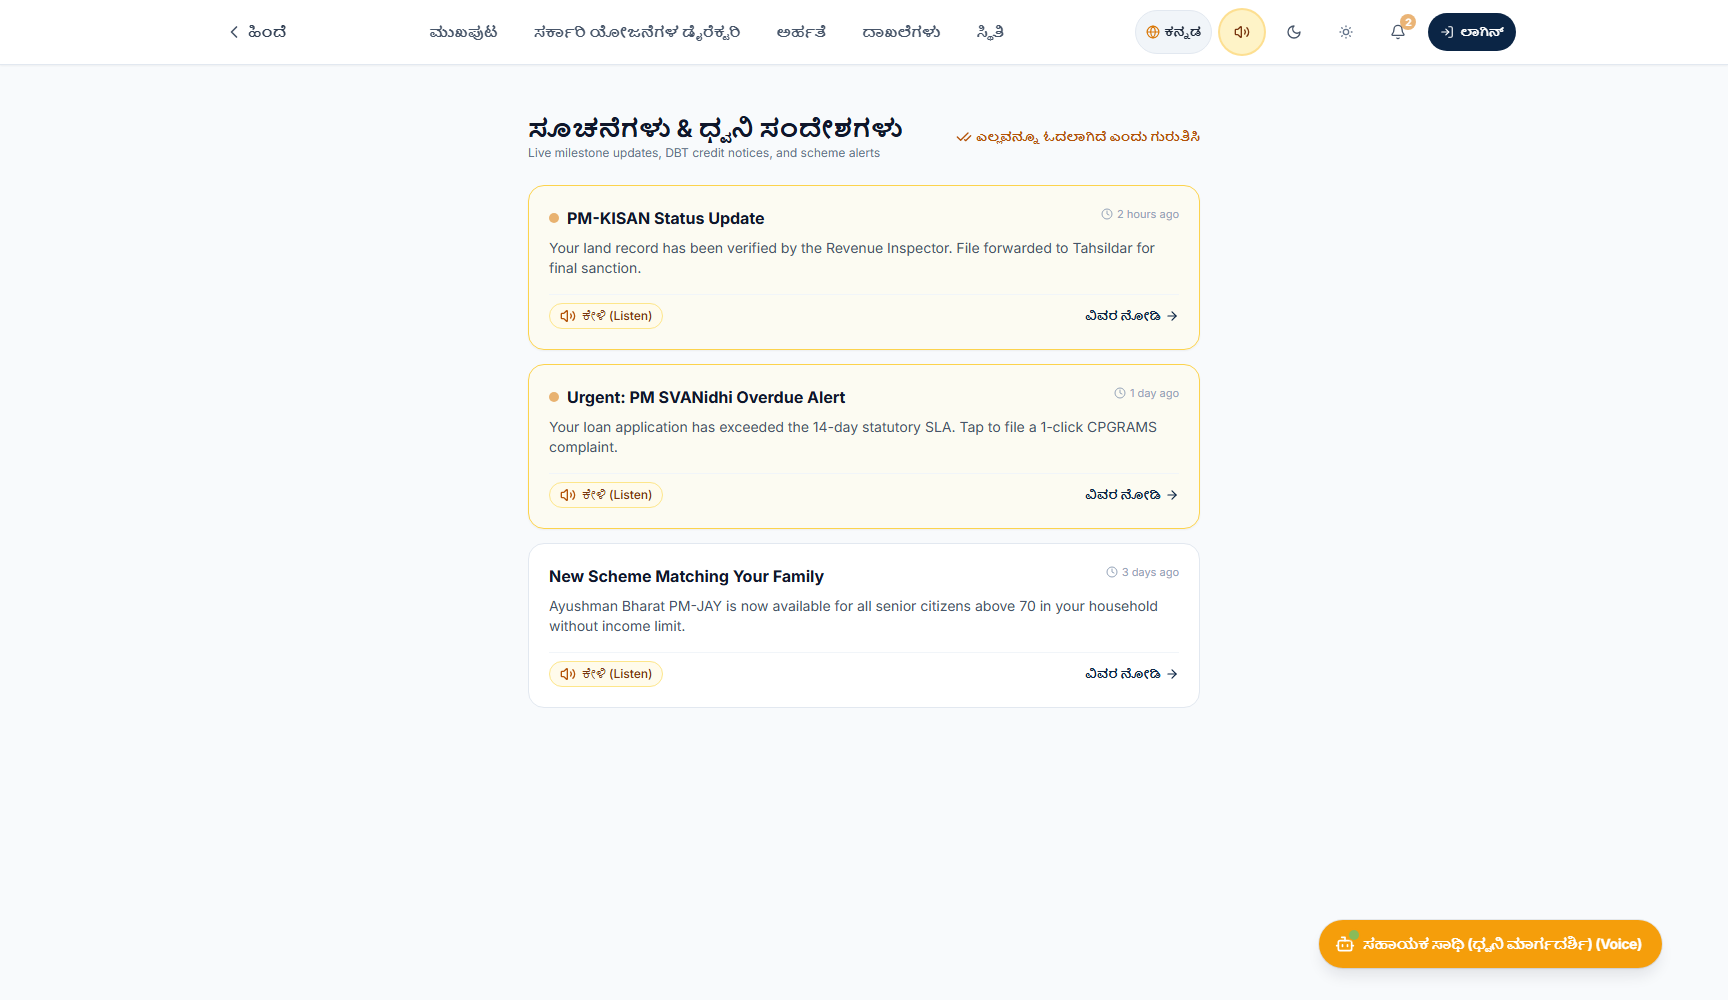 ಹಿಂದೆ
ಮುಖಪುಟ
ಸರ್ಕಾರಿ ಯೋಜನೆಗಳ ಡೈರೆಕ್ಟರಿ
ಅರ್ಹತೆ
ದಾಖಲೆಗಳು
ಸ್ಥಿತಿ
ಕನ್ನಡ
2
ಲಾಗಿನ್
ಸೂಚನೆಗಳು & ಧ್ವನಿ ಸಂದೇಶಗಳು
Live milestone updates, DBT credit notices, and scheme alerts
ಎಲ್ಲವನ್ನೂ ಓದಲಾಗಿದೆ ಎಂದು ಗುರುತಿಸಿ
PM-KISAN Status Update
2 hours ago
Your land record has been verified by the Revenue Inspector. File forwarded to Tahsildar for
final sanction.
ಕೇಳಿ (Listen)
ವಿವರ ನೋಡಿ
Urgent: PM SVANidhi Overdue Alert
1 day ago
Your loan application has exceeded the 14-day statutory SLA. Tap to file a 1-click CPGRAMS
complaint.
ಕೇಳಿ (Listen)
ವಿವರ ನೋಡಿ
New Scheme Matching Your Family
3 days ago
Ayushman Bharat PM-JAY is now available for all senior citizens above 70 in your household
without income limit.
ಕೇಳಿ (Listen)
ವಿವರ ನೋಡಿ
ಸಹಾಯಕ ಸಾಥಿ (ಧ್ವನಿ ಮಾರ್ಗದರ್ಶಿ) (Voice)